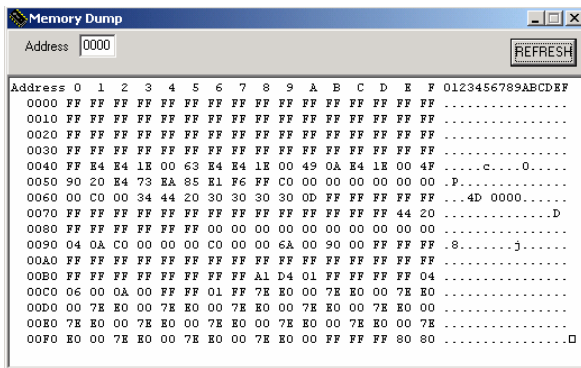 Memory Dump
Address 0000
REFRESH
Address 0 1 2 3 4 5 6 7 8 9 A B C D E F 0123456789ABCDEF
0000 FF FF FF FF FF FF FF FF FF FF FF FF FF FF FF FF ................
0010 FF FF FF FF FF FF FF FF FF FF FF FF FF FF FF FF ................
0020 FF FF FF FF FF FF FF FF FF FF FF FF FF FF FF FF ................
0030 FF FF FF FF FF FF FF FF FF FF FF FF FF FF FF FF ................
0040 FF E4 E4 1E 00 63 E4 E4 1E 00 49 0A E4 1E 00 4F .....c....O.....
0050 90 20 E4 73 EA 85 E1 F6 FF C0 00 00 00 00 00 00 .P..............
0060 00 C0 00 34 44 20 30 30 30 30 0D FF FF FF FF FF ...4D 0000......
0070 FF FF FF FF FF FF FF FF FF FF FF FF FF FF 44 20 ..............D
0080 FF FF FF FF FF 00 00 00 00 00 00 00 00 00 00 00 ................
0090 04 0A C0 00 00 00 C0 00 00 6A 00 90 00 FF FF FF .8.......j......
00A0 FF FF FF FF FF FF FF FF FF FF FF FF FF FF FF FF ................
00B0 FF FF FF FF FF FF FF FF A1 D4 01 FF FF FF FF 04 ................
00C0 06 00 0A 00 FF FF 01 FF 7E E0 00 7E E0 00 7E E0 ................
00D0 00 7E E0 00 7E E0 00 7E E0 00 7E E0 00 7E E0 00 ................
00E0 7E E0 00 7E E0 00 7E E0 00 7E E0 00 7E E0 00 7E ................
00F0 E0 00 7E E0 00 7E E0 00 7E E0 00 FF FF FF 80 80 ...............□